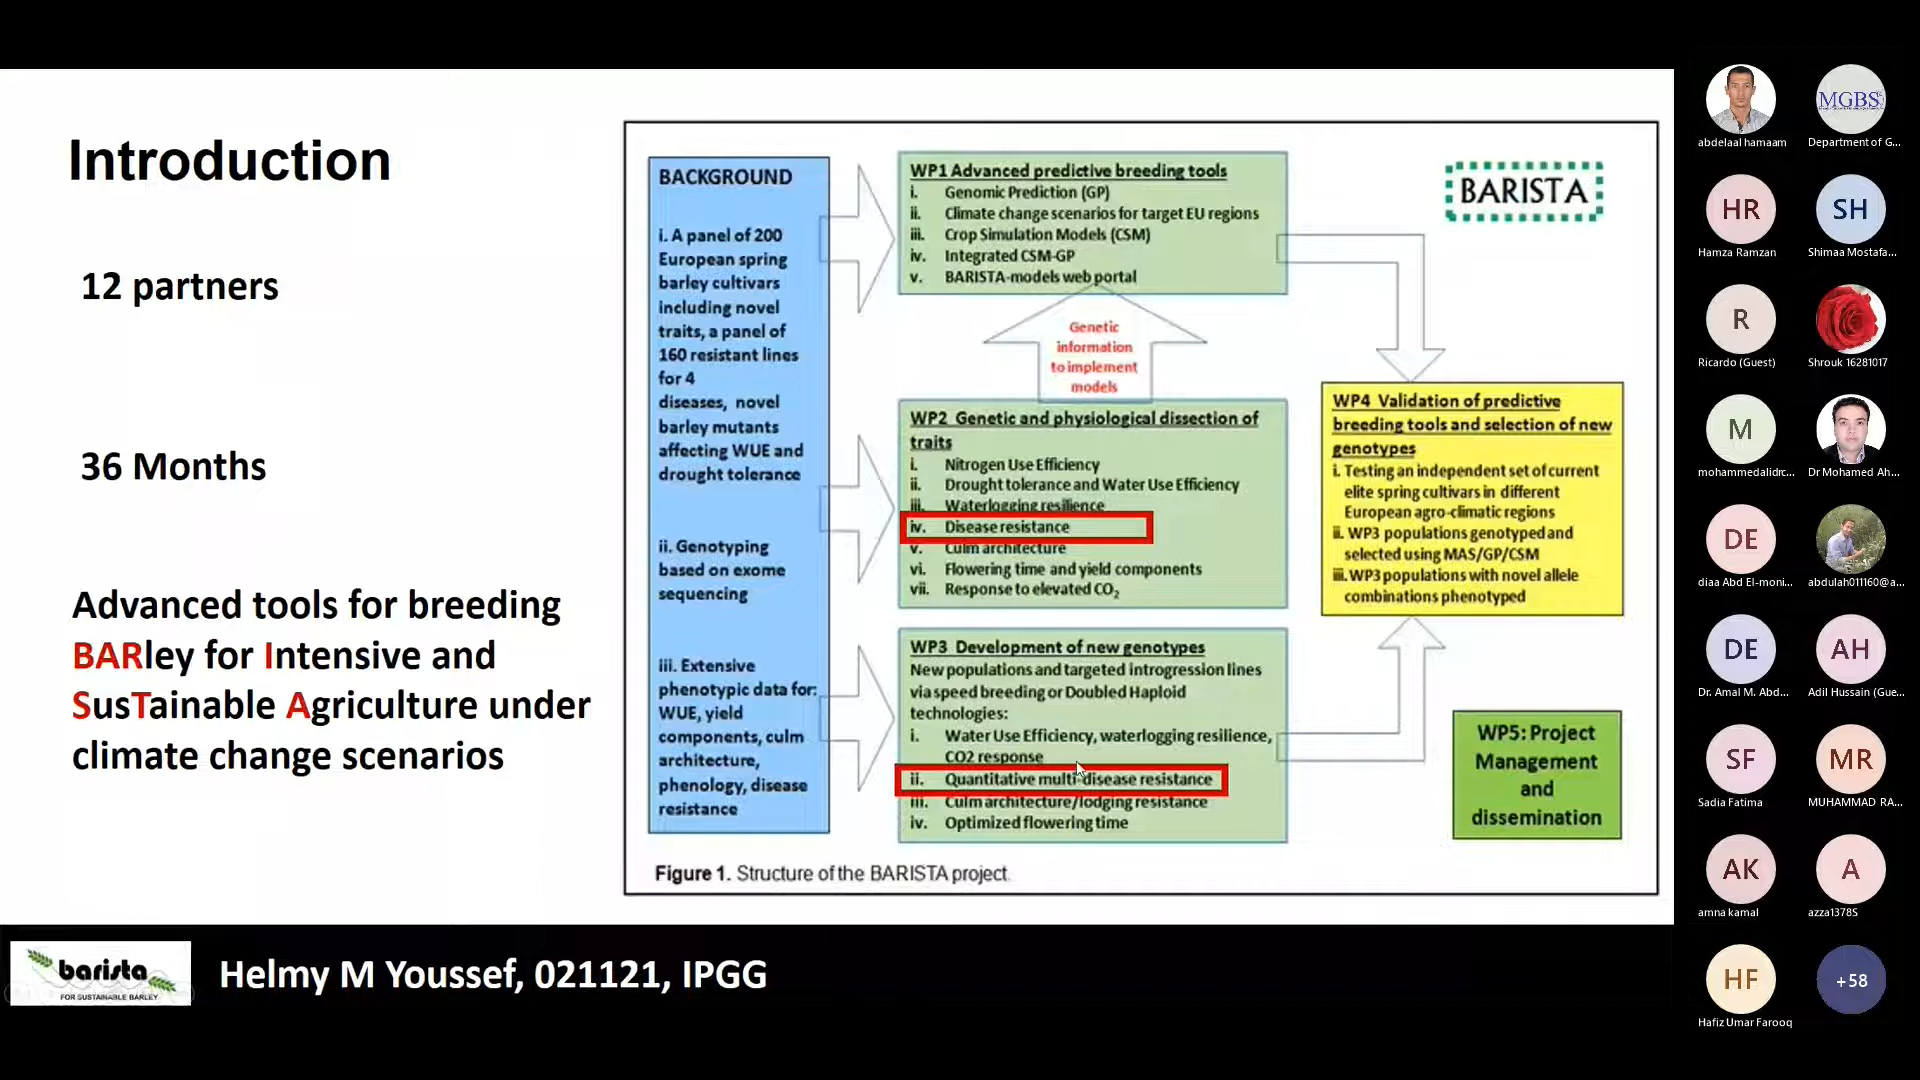 Introduction
12 partners
36 Months
Advanced tools for breeding
BARley for Intensive and
SusTainable Agriculture under
climate change scenarios
BACKGROUND
i. A panel of 200
European spring
barley cultivars
including novel
traits, a panel of
160 resistant lines
for 4
diseases, novel
barley mutants
affecting WUE and
drought tolerance
ii. Genotyping
based on exome
sequencing
iii. Extensive
phenotypic data for:
WUE, yield
components, culm
architecture,
phenology, disease
resistance
WP1 Advanced predictive breeding tools
i. Genomic Prediction (GP)
ii. Climate change scenarios for target EU regions
iii. Crop Simulation Models (CSM)
iv. Integrated CSM-GP
v. BARISTA-models web portal
Genetic
information
to implement
models
WP2 Genetic and physiological dissection of
traits
i. Nitrogen Use Efficiency
ii. Drought tolerance and Water Use Efficiency
iii. Waterlogging resilience
iv. Disease resistance
v. Culm architecture
vi. Flowering time and yield components
vii. Response to elevated CO₂
WP3 Development of new genotypes
New populations and targeted introgression lines
via speed breeding or Doubled Haploid
technologies:
i. Water Use Efficiency, waterlogging resilience,
CO2 response
ii. Quantitative multi-disease resistance
iii. Culm architecture/lodging resistance
iv. Optimized flowering time
BARISTA
WP4 Validation of predictive
breeding tools and selection of new
genotypes
i. Testing an independent set of current
elite spring cultivars in different
European agro-climatic regions
ii. WP3 populations genotyped and
selected using MAS/GP/CSM
iii. WP3 populations with novel allele
combinations phenotyped
WP5: Project
Management
and
dissemination
Figure 1. Structure of the BARISTA project.
barista
FOR SUSTAINABLE BARLEY
Helmy M Youssef, 021121, IPGG
abdelaal hamaam
MGBS
Department of G...
HR
Hamza Ramzan
SH
Shimaa Mostafa...
R
Ricardo (Guest)
Shrouk 16281017
M
mohammedalidrc...
Dr Mohamed Ah...
DE
diaa Abd El-moni...
abdulah011160@a...
DE
Dr. Amal M. Abd...
AH
Adil Hussain (Gue...
SF
Sadia Fatima
MR
MUHAMMAD RA...
AK
amna kamal
A
azza1378S
HF
Hafiz Umar Farooq
+58